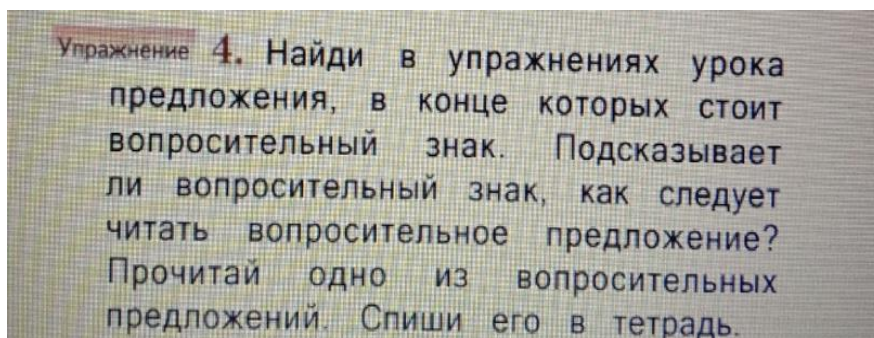 Упражнение 4. Найди в упражнениях урока
предложения, в конце которых стоит
вопросительный знак. Подсказывает
ли вопросительный знак, как следует
читать вопросительное предложение?
Прочитай одно из вопросительных
предложений. Спиши его в тетрадь.